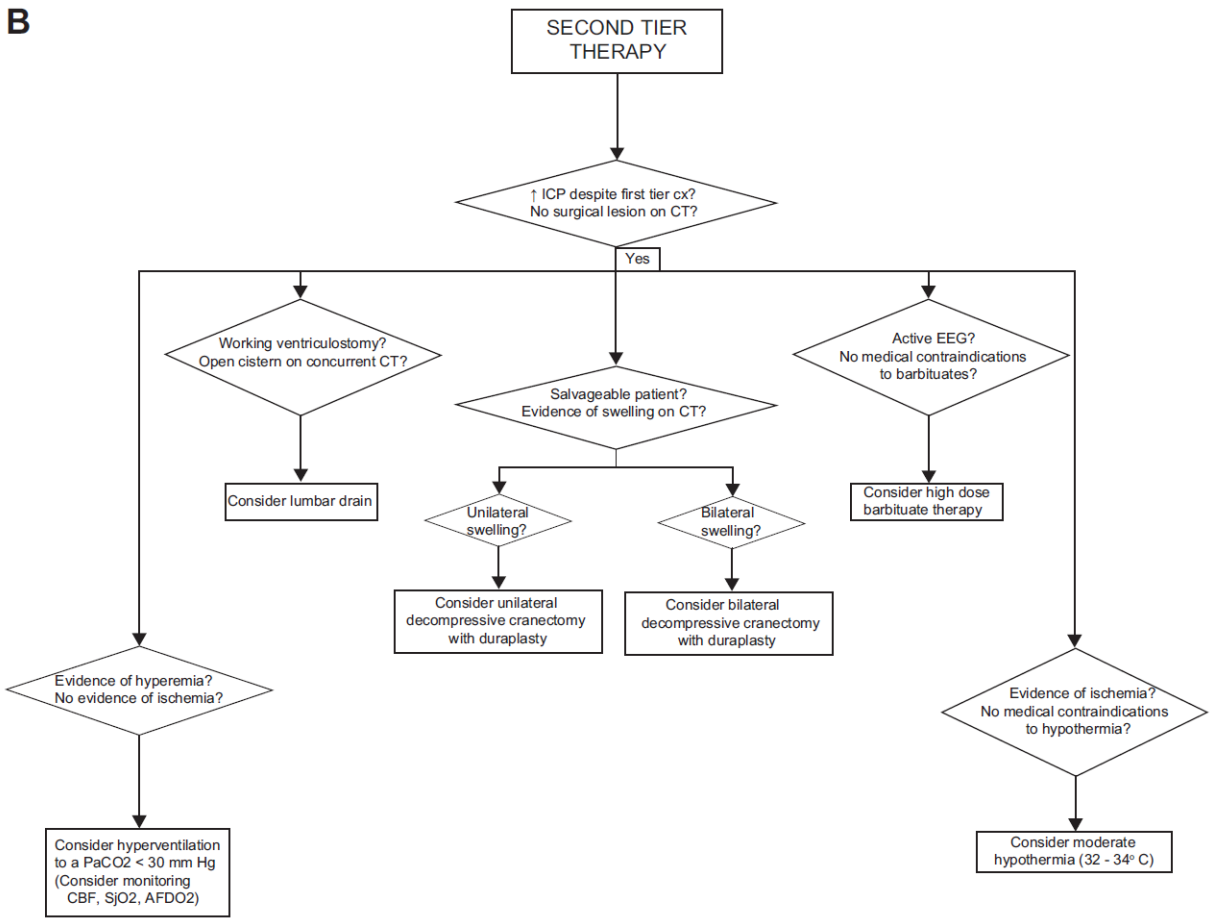 B
SECOND TIER
THERAPY
↑ ICP despite first tier cx?
No surgical lesion on CT?
Yes
Working ventriculostomy?
Open cistern on concurrent CT?
Consider lumbar drain
Salvageable patient?
Evidence of swelling on CT?
Unilateral
swelling?
Consider unilateral
decompressive cranectomy
with duraplasty
Bilateral
swelling?
Consider bilateral
decompressive cranectomy
with duraplasty
Active EEG?
No medical contraindications
to barbituates?
Consider high dose
barbituate therapy
Evidence of hyperemia?
No evidence of ischemia?
Consider hyperventilation
to a PaCO2 < 30 mm Hg
(Consider monitoring
CBF, SjO2, AFDO2)
Evidence of ischemia?
No medical contraindications
to hypothermia?
Consider moderate
hypothermia (32 - 34° C)